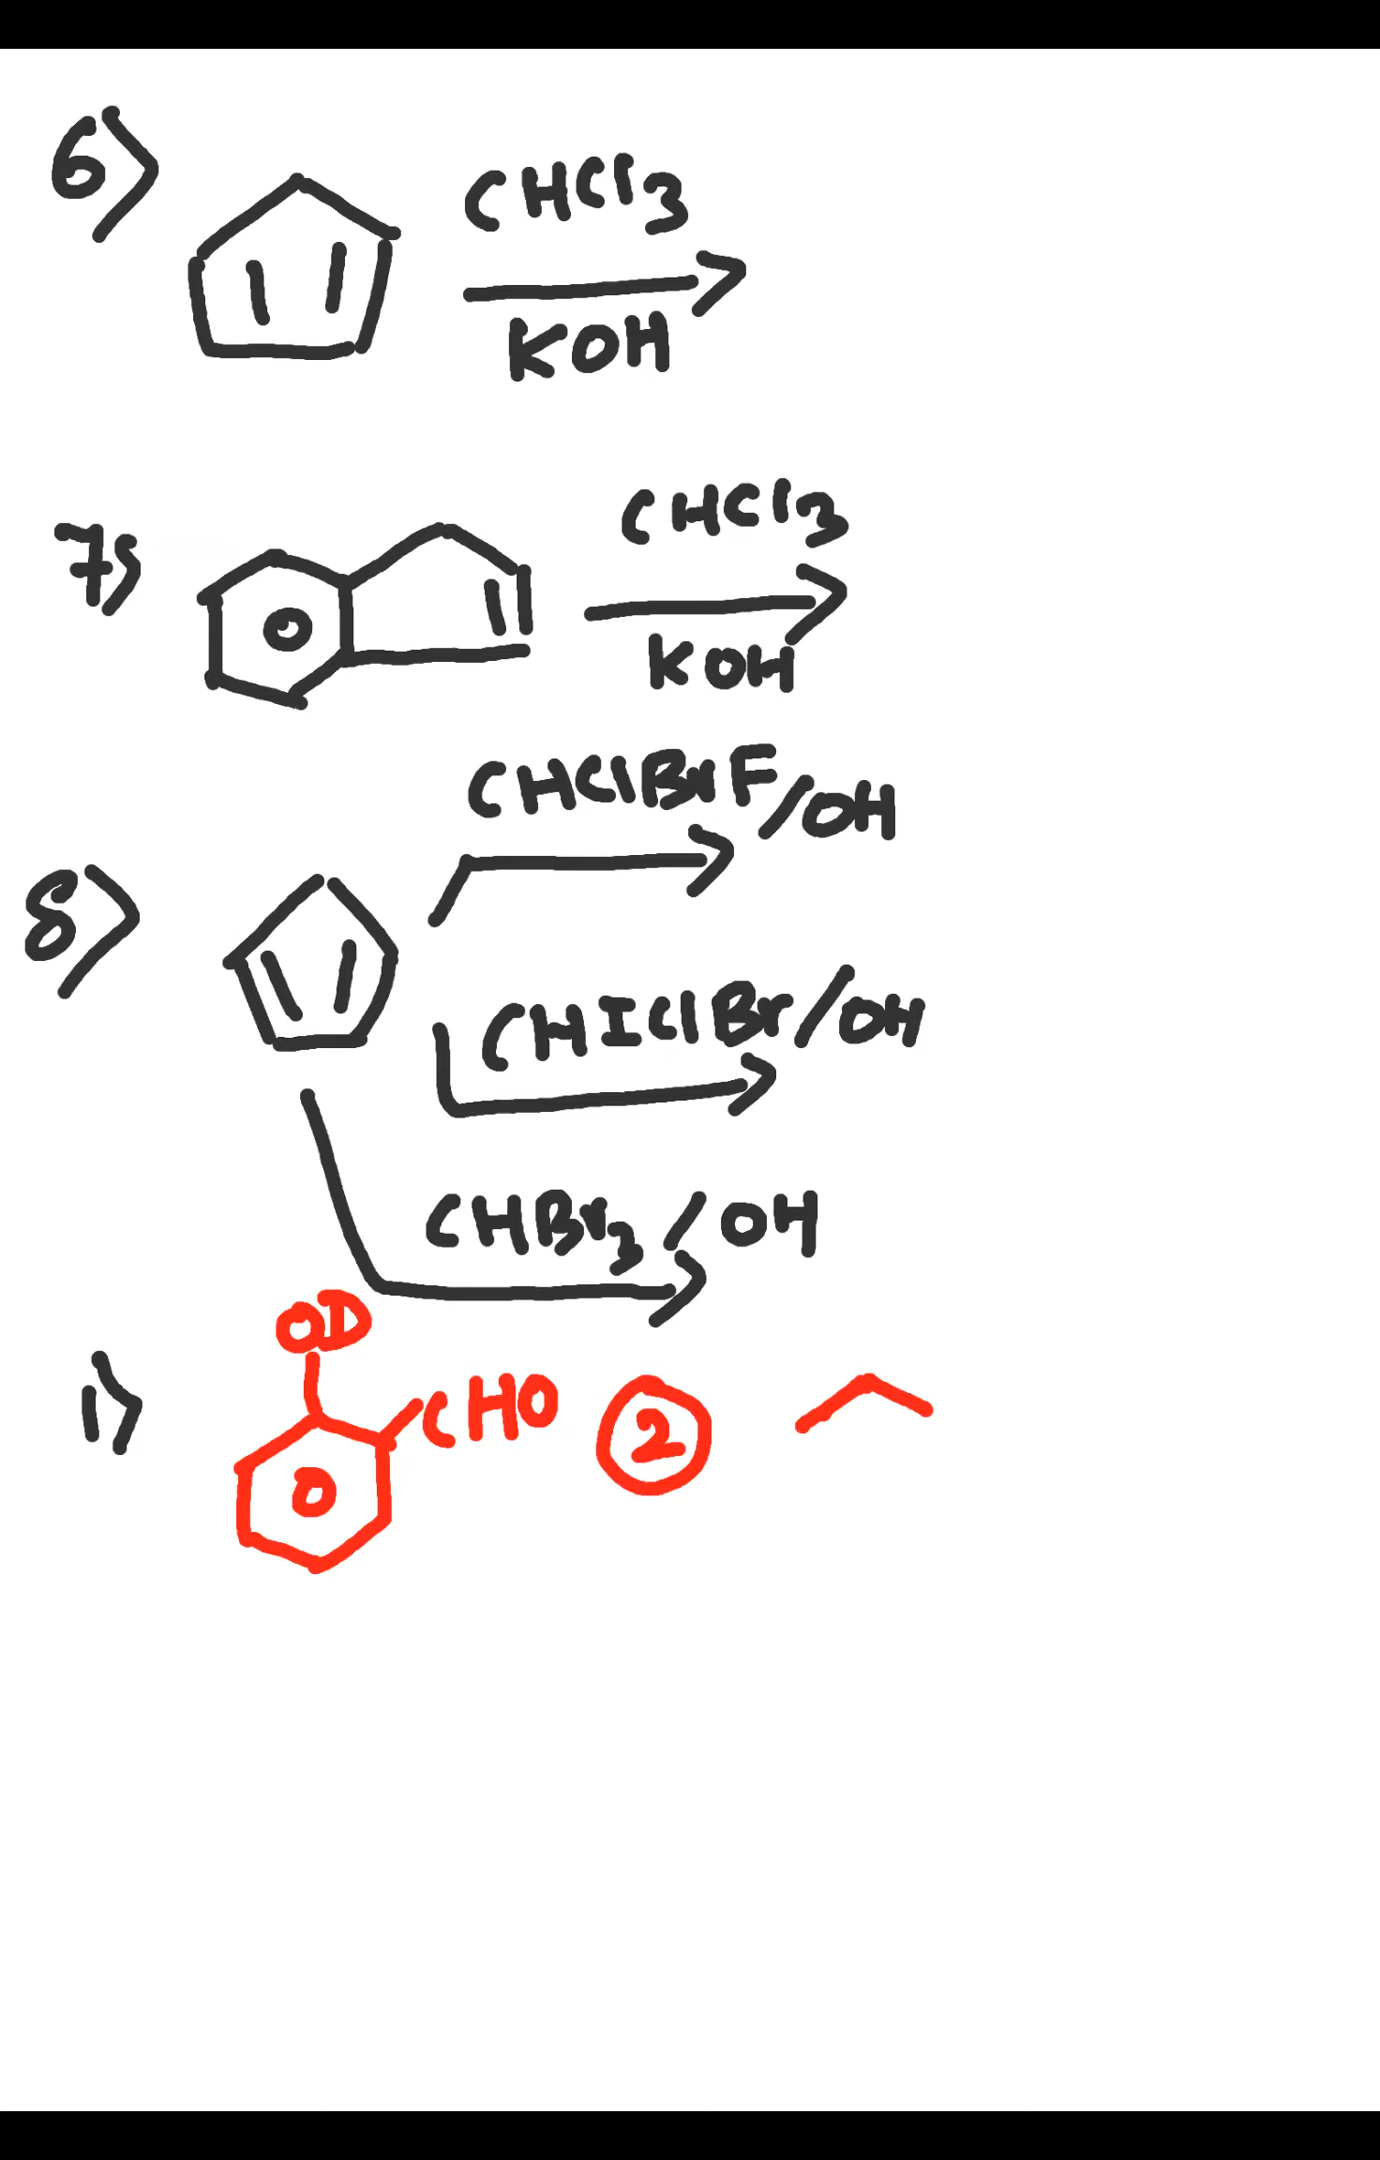 6)
CHCl3
KOH
7)
CHCl3
KOH
CHClBrF/OH
8)
CHIClBr/OH
CHBr3/OH
OD
1)
CHO
2